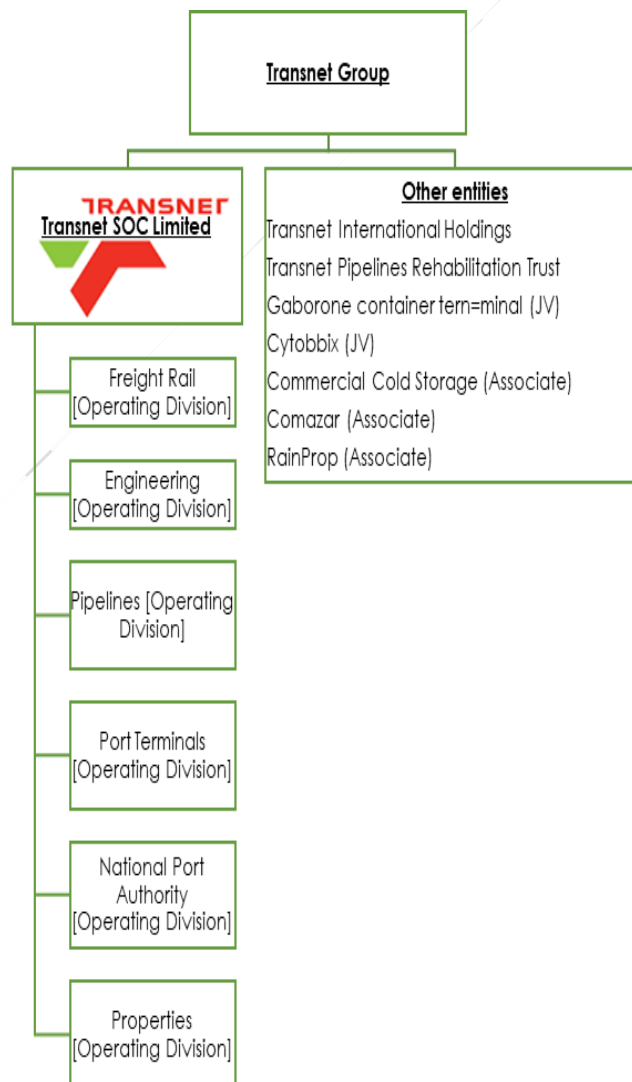 Transnet Group
TRANSNET
Transnet SOC Limited
Other entities
Transnet International Holdings
Transnet Pipelines Rehabilitation Trust
Gaborone container tern=minal (JV)
Cytobbix (JV)
Commercial Cold Storage (Associate)
Comazar (Associate)
RainProp (Associate)
Freight Rail
[Operating Division]
Engineering
[Operating Division]
Pipelines [Operating
Division]
Port Terminals
[Operating Division]
National Port
Authority
[Operating Division]
Properties
[Operating Division]